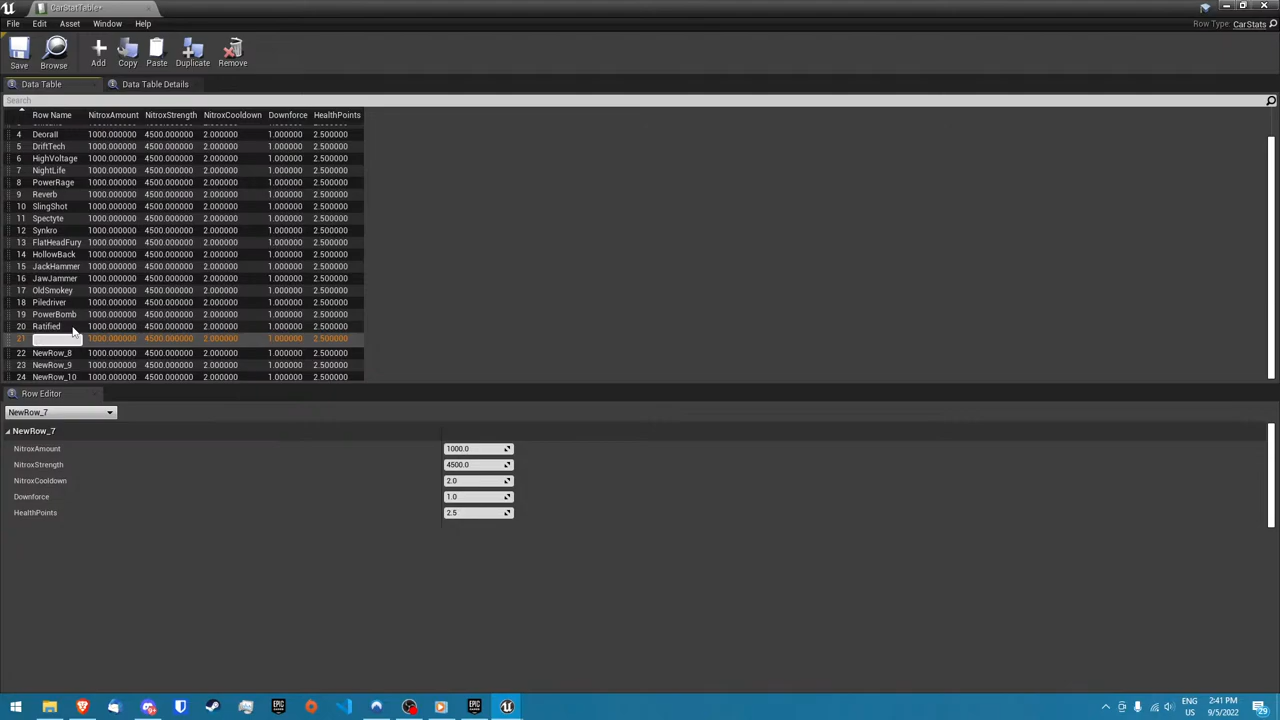 CarStatTable*
File Edit Asset Window Help
Row Type: CarStats
Save Browse Add Copy Paste Duplicate Remove
Data Table Data Table Details
Search
Row Name NitroxAmount NitroxStrength NitroxCooldown Downforce HealthPoints
4 Deorall 1000.000000 4500.000000 2.000000 1.000000 2.500000
5 DriftTech 1000.000000 4500.000000 2.000000 1.000000 2.500000
6 HighVoltage 1000.000000 4500.000000 2.000000 1.000000 2.500000
7 NightLife 1000.000000 4500.000000 2.000000 1.000000 2.500000
8 PowerRage 1000.000000 4500.000000 2.000000 1.000000 2.500000
9 Reverb 1000.000000 4500.000000 2.000000 1.000000 2.500000
10 SlingShot 1000.000000 4500.000000 2.000000 1.000000 2.500000
11 Spectyte 1000.000000 4500.000000 2.000000 1.000000 2.500000
12 Synkro 1000.000000 4500.000000 2.000000 1.000000 2.500000
13 FlatHeadFury 1000.000000 4500.000000 2.000000 1.000000 2.500000
14 HollowBack 1000.000000 4500.000000 2.000000 1.000000 2.500000
15 JackHammer 1000.000000 4500.000000 2.000000 1.000000 2.500000
16 JawJammer 1000.000000 4500.000000 2.000000 1.000000 2.500000
17 OldSmokey 1000.000000 4500.000000 2.000000 1.000000 2.500000
18 Piledriver 1000.000000 4500.000000 2.000000 1.000000 2.500000
19 PowerBomb 1000.000000 4500.000000 2.000000 1.000000 2.500000
20 Ratified 1000.000000 4500.000000 2.000000 1.000000 2.500000
21 1000.000000 4500.000000 2.000000 1.000000 2.500000
22 NewRow_8 1000.000000 4500.000000 2.000000 1.000000 2.500000
23 NewRow_9 1000.000000 4500.000000 2.000000 1.000000 2.500000
24 NewRow_10 1000.000000 4500.000000 2.000000 1.000000 2.500000
Row Editor
NewRow_7
NewRow_7
NitroxAmount 1000.0
NitroxStrength 4500.0
NitroxCooldown 2.0
Downforce 1.0
HealthPoints 2.5
EPIC GAMES
EPIC GAMES
ENG US
2:41 PM
9/5/2022
29